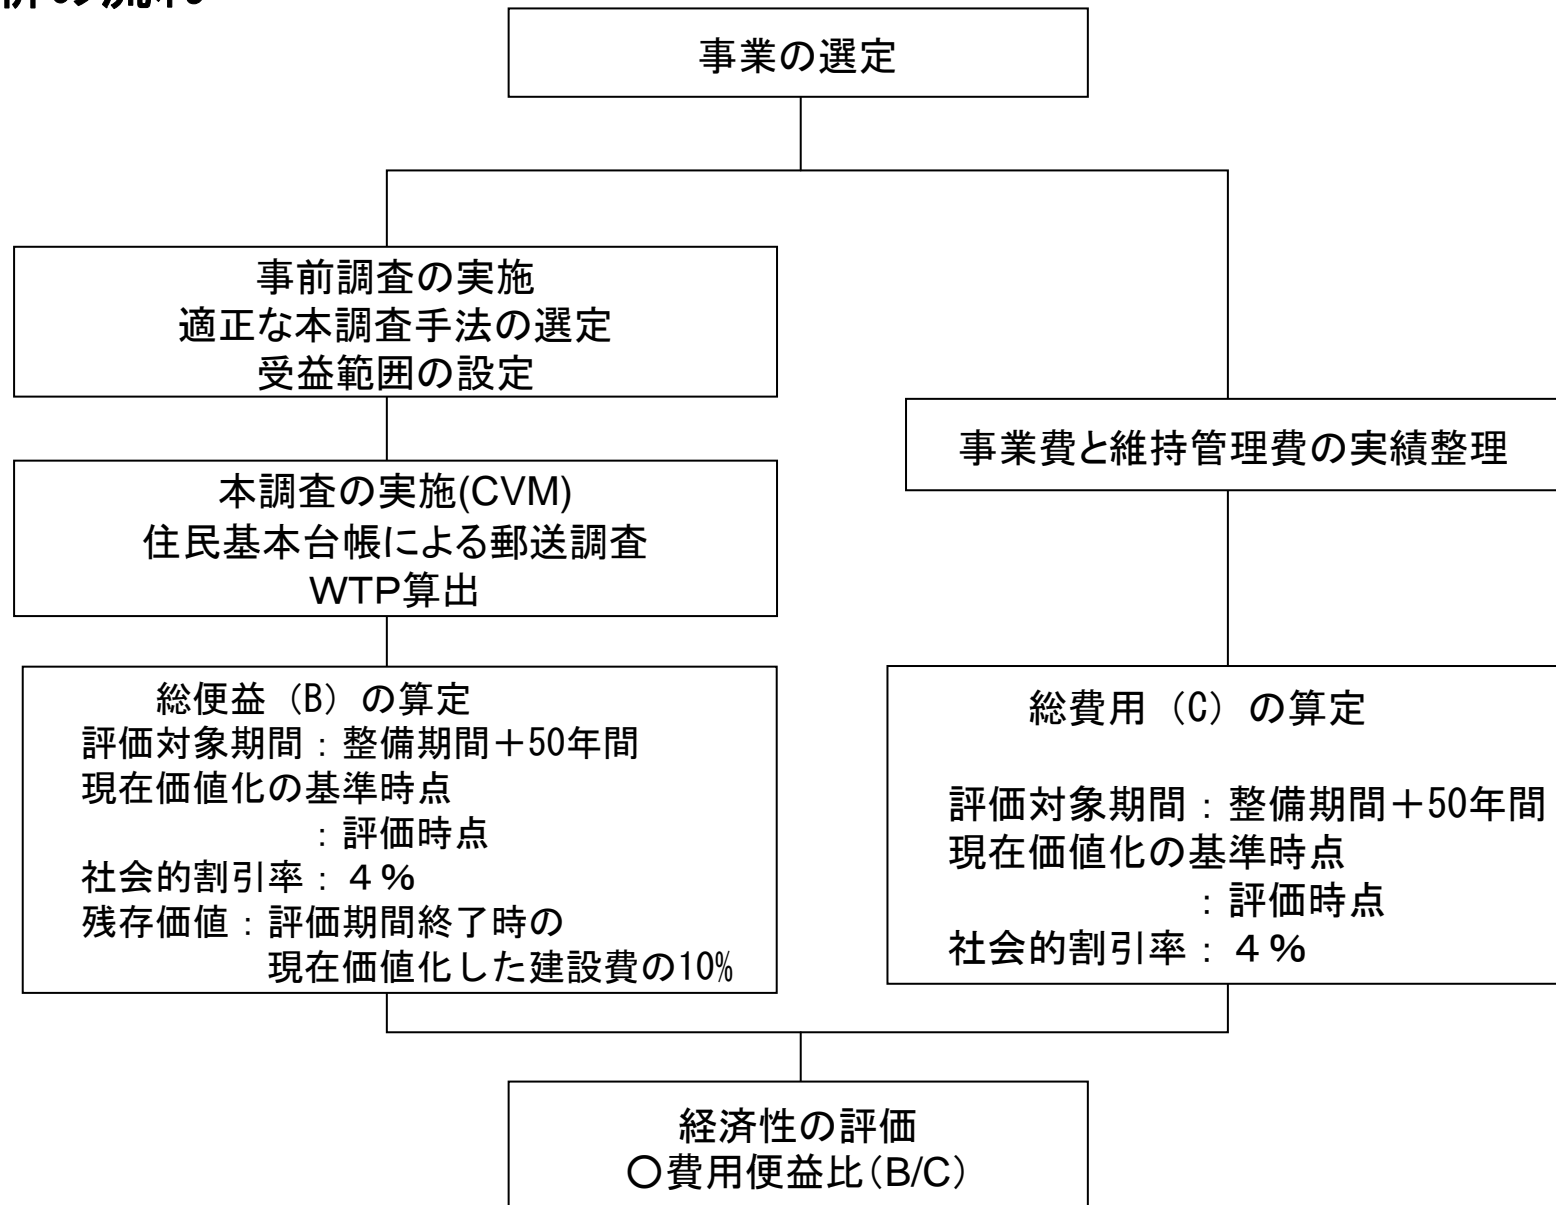 の流れ
事業の選定
事前調査の実施
適正な本調査手法の選定
受益範囲の設定
本調査の実施(CVM)
住民基本台帳による郵送調査
WTP算出
総便益（B）の算定
評価対象期間：整備期間＋50年間
現在価値化の基準時点
：評価時点
社会的割引率：４％
残存価値：評価期間終了時の
現在価値化した建設費の10%
事業費と維持管理費の実績整理
総費用（C）の算定
評価対象期間：整備期間＋50年間
現在価値化の基準時点
：評価時点
社会的割引率：４％
経済性の評価
○費用便益比（B/C）